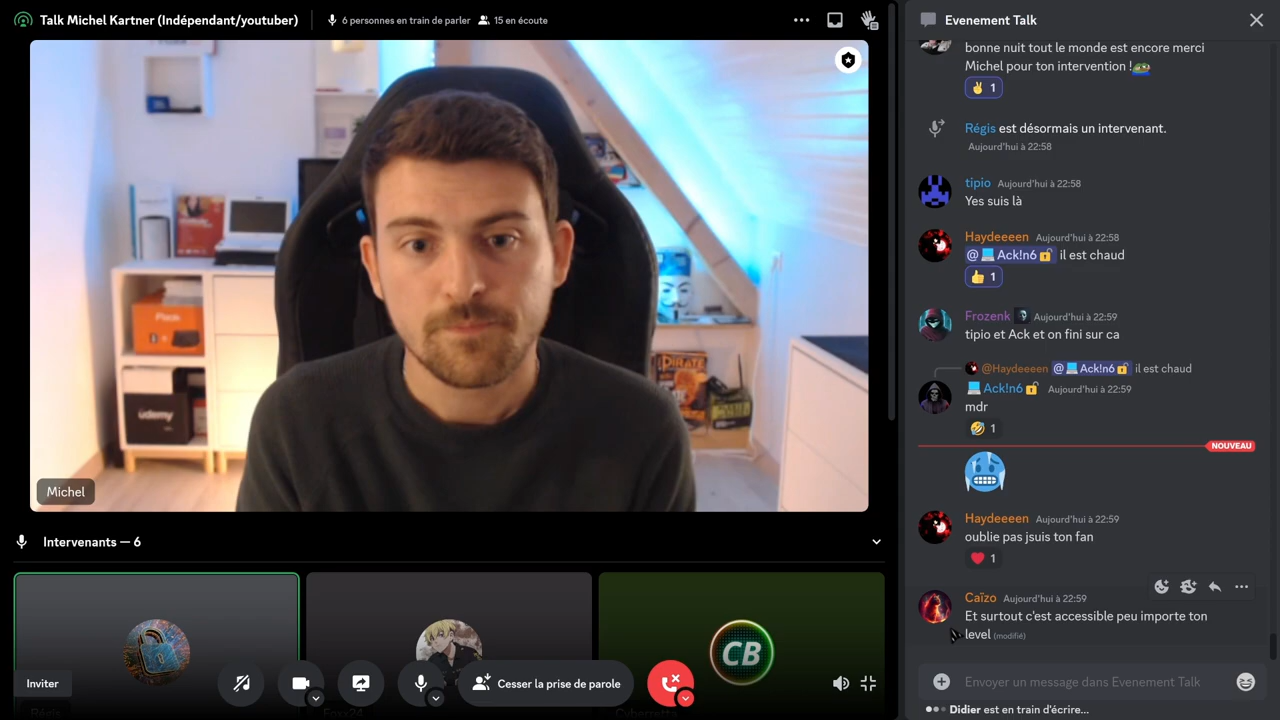 Talk Michel Kartner (Indépendant/youtuber)
6 personnes en train de parler
15 en écoute
Evenement Talk
bonne nuit tout le monde est encore merci
Michel pour ton intervention !
1
Régis est désormais un intervenant.
Aujourd'hui à 22:58
tipio Aujourd'hui à 22:58
Yes suis là
Haydeeeen Aujourd'hui à 22:58
@💻Ack!n6🔓 il est chaud
1
Frozenk Aujourd'hui à 22:59
tipio et Ack et on fini sur ca
@Haydeeeen @💻Ack!n6🔓 il est chaud
💻Ack!n6🔓 Aujourd'hui à 22:59
mdr
1
NOUVEAU
Haydeeeen Aujourd'hui à 22:59
oublie pas jsuis ton fan
1
Caïzo Aujourd'hui à 22:59
Et surtout c'est accessible peu importe ton
level (modifié)
Envoyer un message dans Evenement Talk
Didier est en train d'écrire...
PIRATE
ûdemy
Michel
Intervenants — 6
CB
Inviter
Cesser la prise de parole
Régis